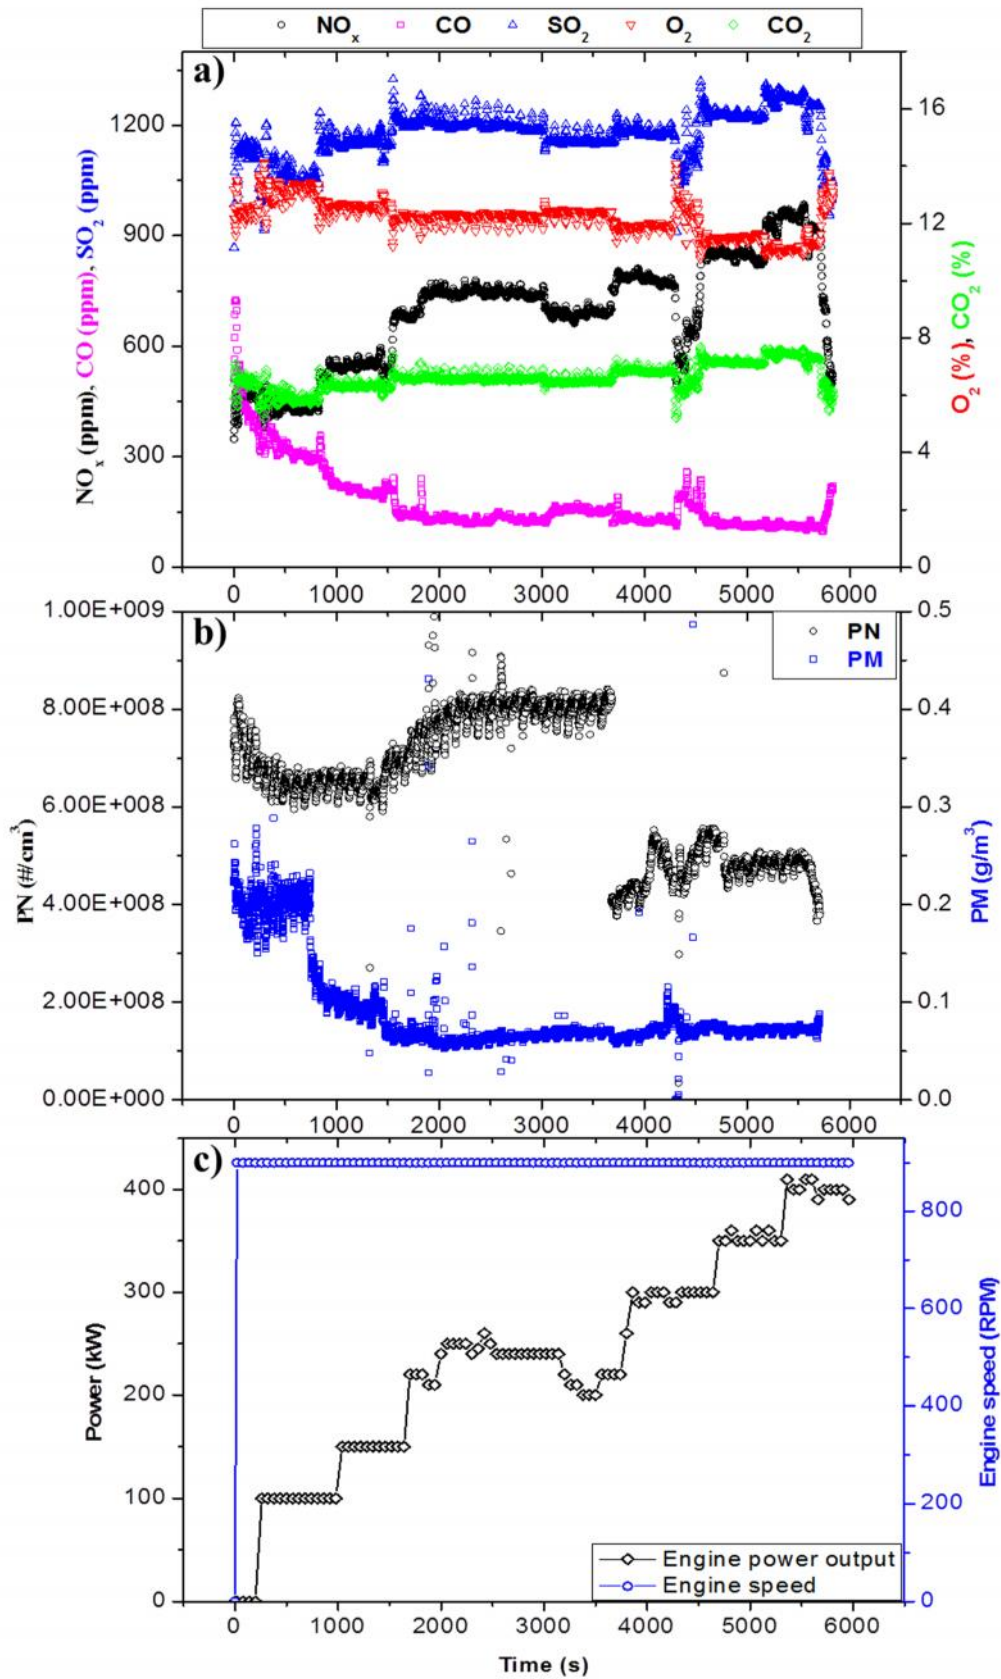 NOx CO SO2 O2 CO2
a)
1200
900
600
300
0
16
12
8
4
0
NOx (ppm), CO (ppm), SO2 (ppm)
O2 (%), CO2 (%)
0 1000 2000 3000 4000 5000 6000
b)
PN
PM
1.00E+009
8.00E+008
6.00E+008
4.00E+008
2.00E+008
0.00E+000
0.5
0.4
0.3
0.2
0.1
0.0
PN (#/cm3)
PM (g/m3)
0 1000 2000 3000 4000 5000 6000
c)
400
300
200
100
0
800
600
400
200
0
Power (kW)
Engine speed (RPM)
Engine power output
Engine speed
0 1000 2000 3000 4000 5000 6000
Time (s)